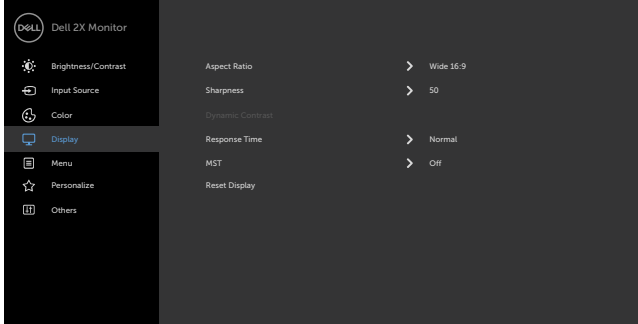 DELL
Dell 2X Monitor
Brightness/Contrast
Input Source
Color
Display
Menu
Personalize
Others
Aspect Ratio
Wide 16:9
Sharpness
50
Dynamic Contrast
Response Time
Normal
MST
Off
Reset Display